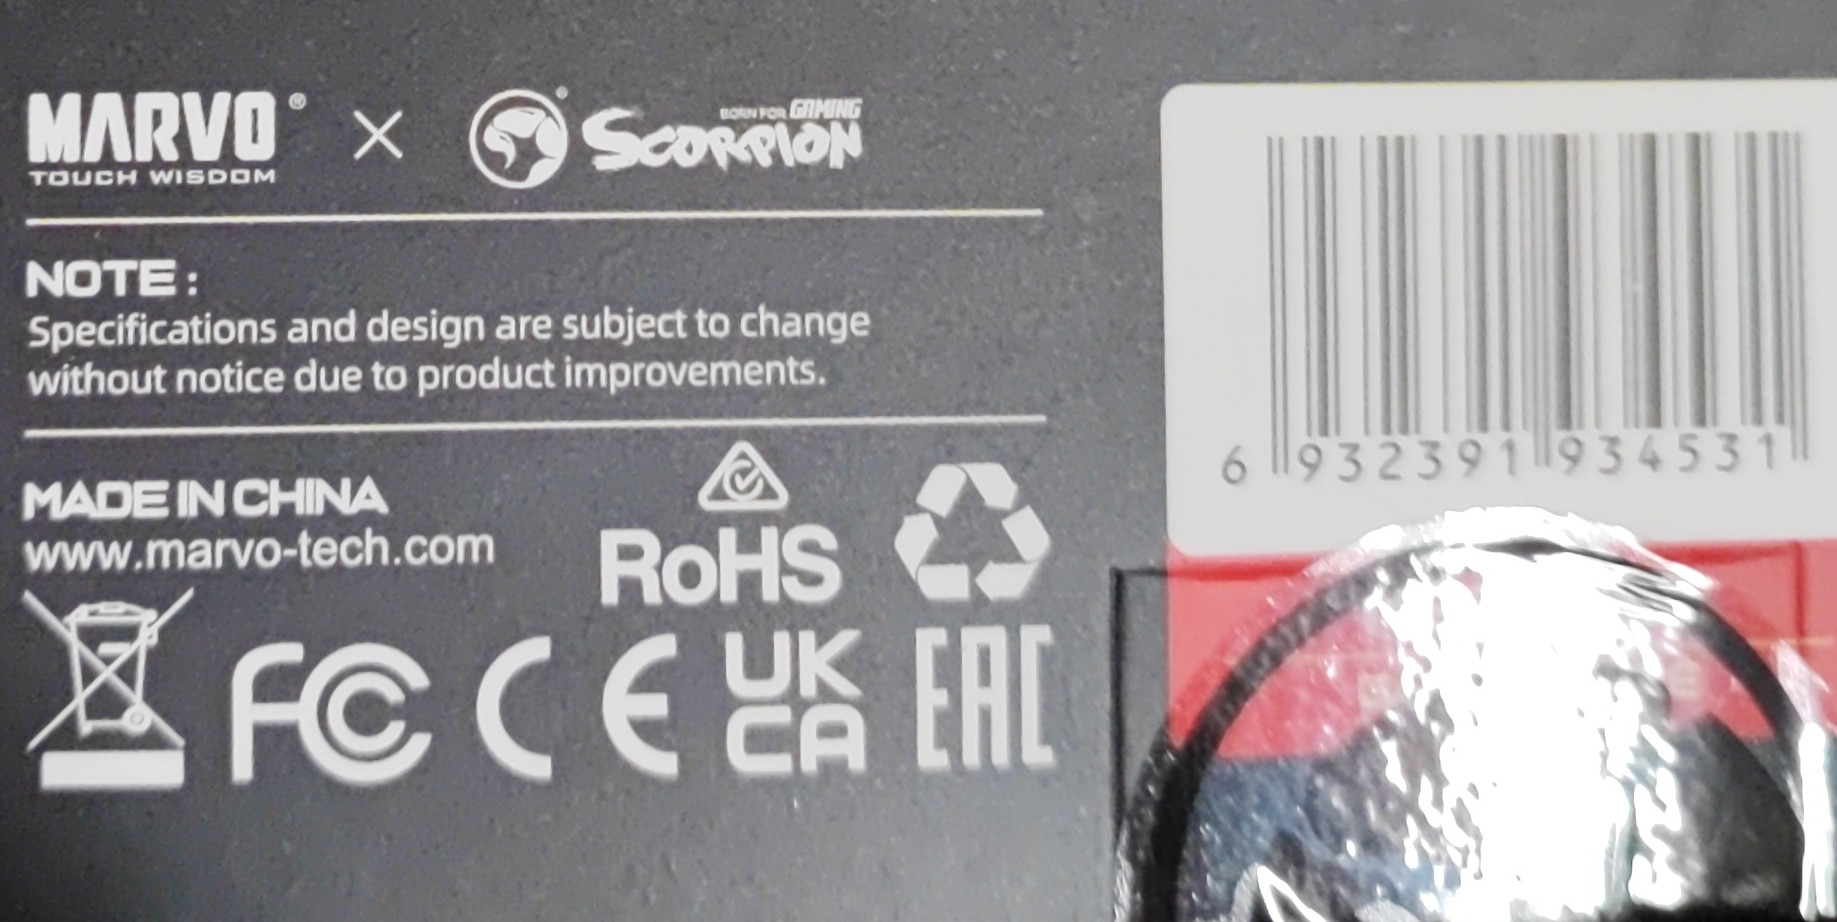 MARVO ®
TOUCH WISDOM
×
®
BORN FOR GAMING
SCORPION
NOTE :
Specifications and design are subject to change
without notice due to product improvements.
MADE IN CHINA
www.marvo-tech.com
RoHS
FC CE UK
CA EAC
6 932391 934531